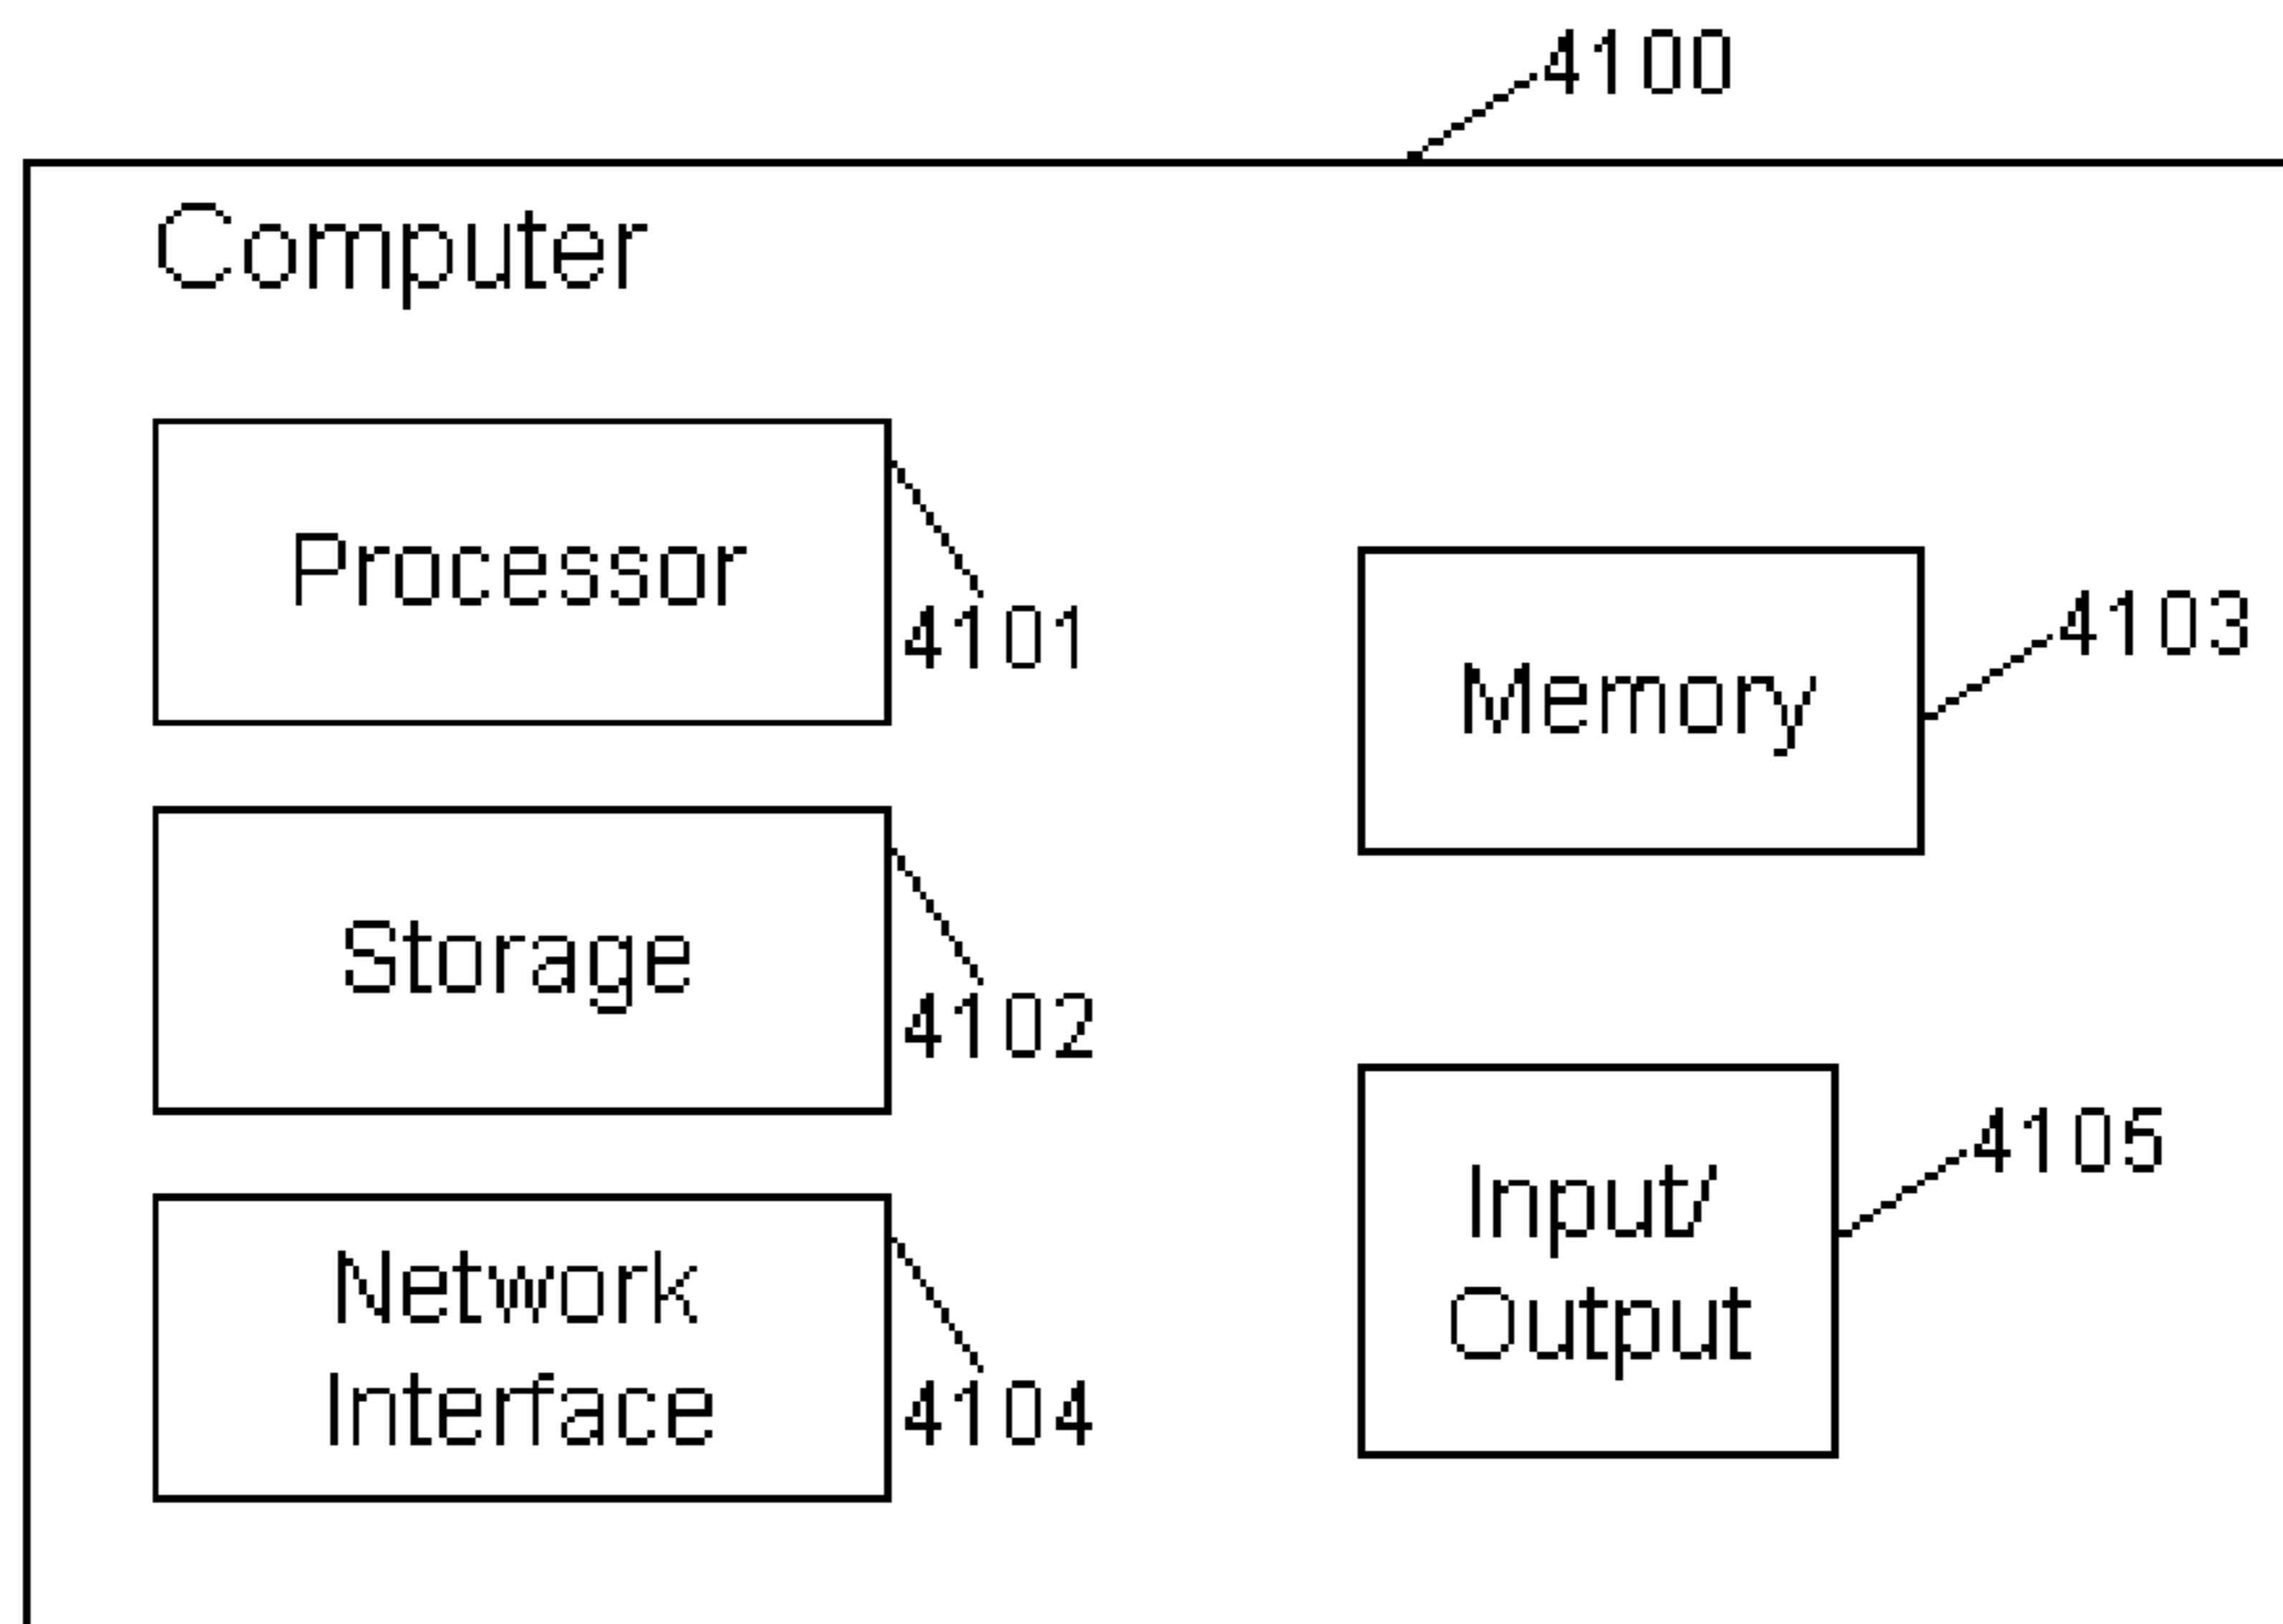 4100
Computer
Processor
4101
Memory
4103
Storage
4102
Input/
Output
4105
Network
Interface
4104